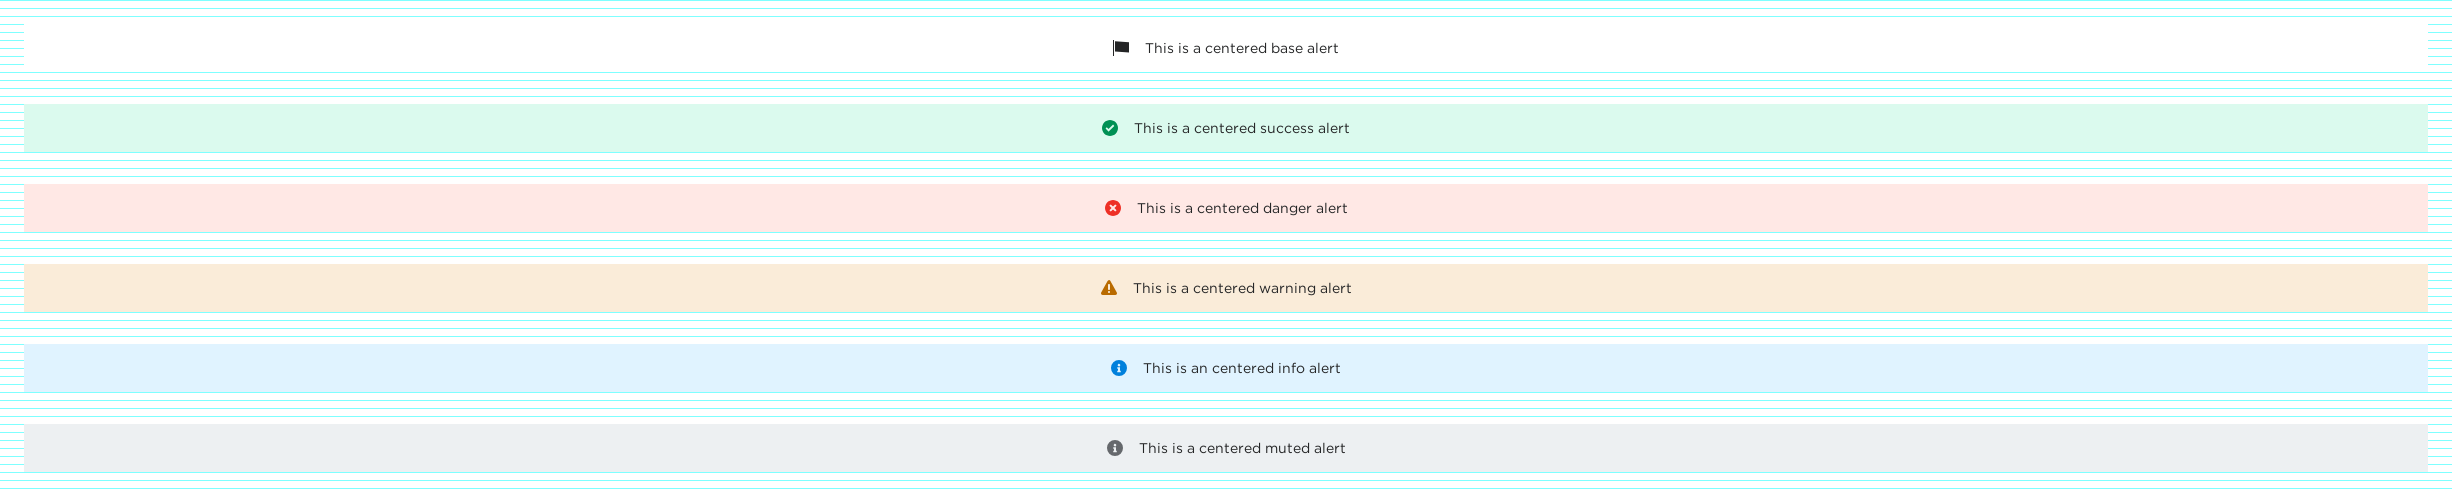 This is a centered base alert
This is a centered success alert
This is a centered danger alert
This is a centered warning alert
This is an centered info alert
This is a centered muted alert